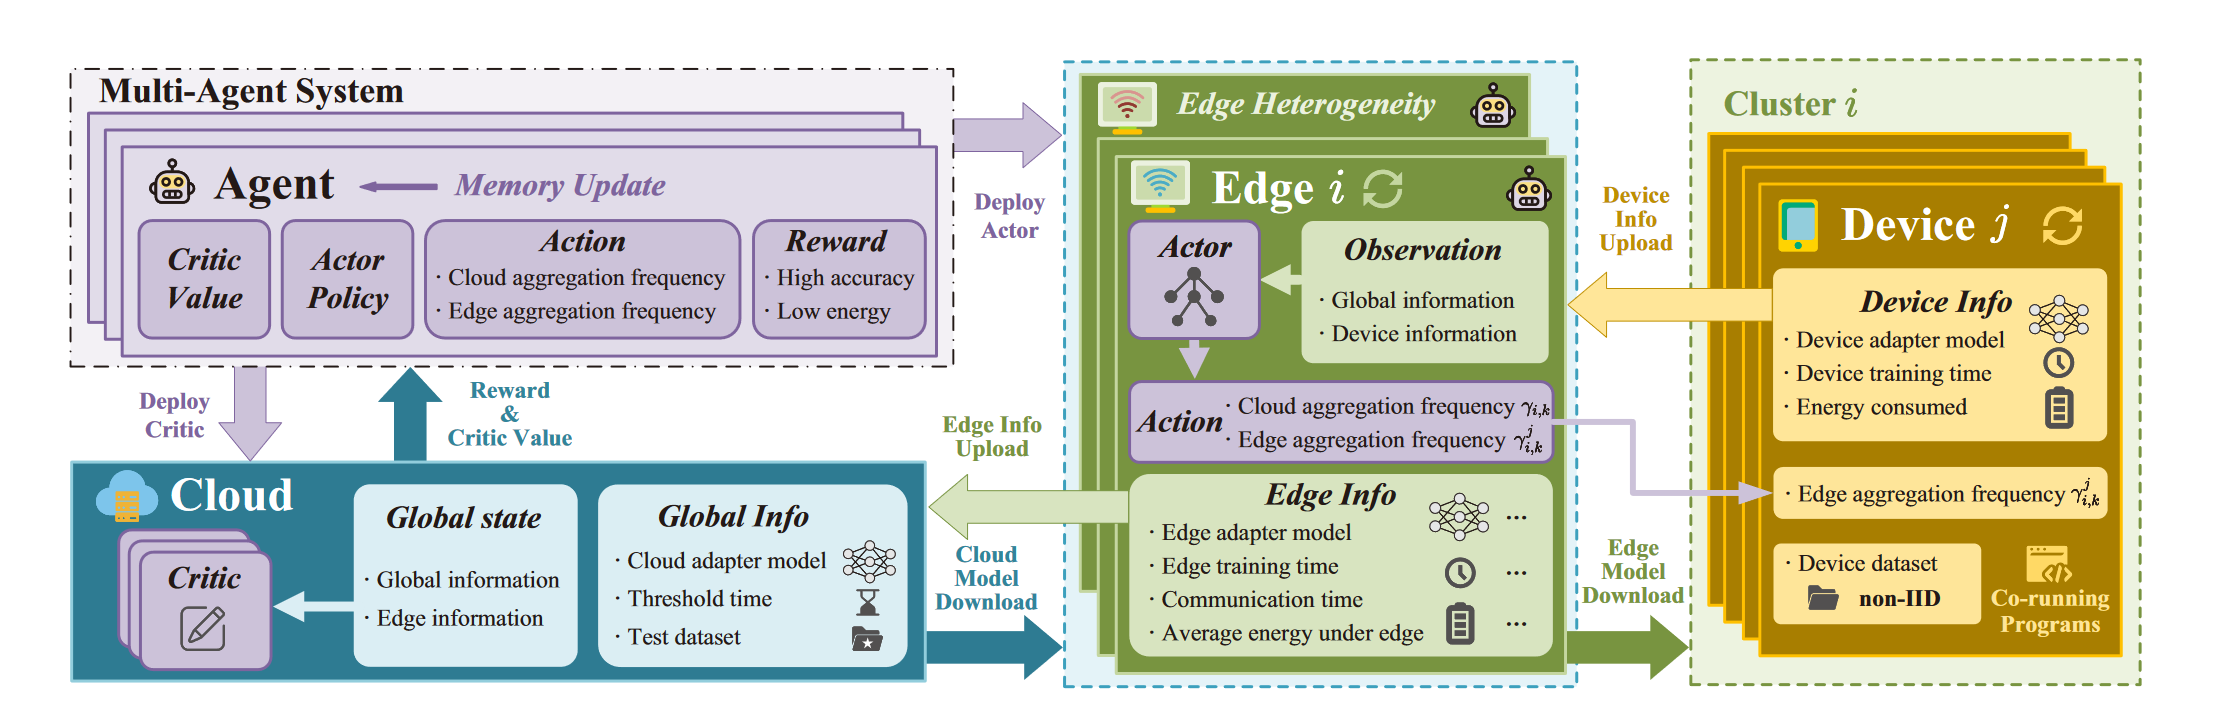 Multi-Agent System
Agent
Memory Update
Critic
Value
Actor
Policy
Action
· Cloud aggregation frequency
· Edge aggregation frequency
Reward
· High accuracy
· Low energy
Deploy
Actor
Deploy
Critic
Reward
&
Critic Value
Cloud
Critic
Global state
· Global information
· Edge information
Global Info
· Cloud adapter model
· Threshold time
· Test dataset
Edge Info
Upload
Cloud
Model
Download
Edge Heterogeneity
Edge i
Actor
Observation
· Global information
· Device information
Action
· Cloud aggregation frequency γ_{i,k}
· Edge aggregation frequency γ_{i,k}^{j}
Edge Info
· Edge adapter model
· Edge training time
· Communication time
· Average energy under edge
...
...
...
Device
Info
Upload
Edge
Model
Download
Cluster i
Device j
Device Info
· Device adapter model
· Device training time
· Energy consumed
· Edge aggregation frequency γ_{i,k}^{j}
· Device dataset
non-IID
Co-running
Programs